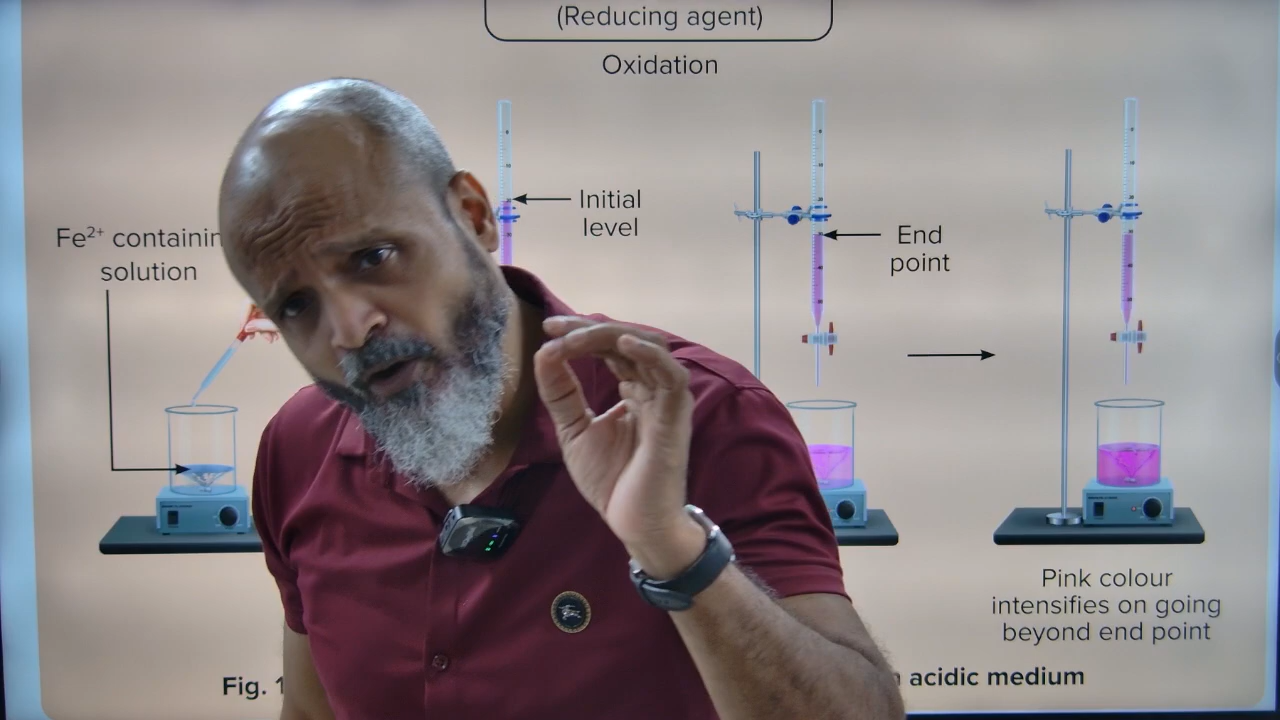 (Reducing agent)
Oxidation
Initial
level
Fe²⁺ containin
solution
End
point
Pink colour
intensifies on going
beyond end point
Fig. 1
acidic medium